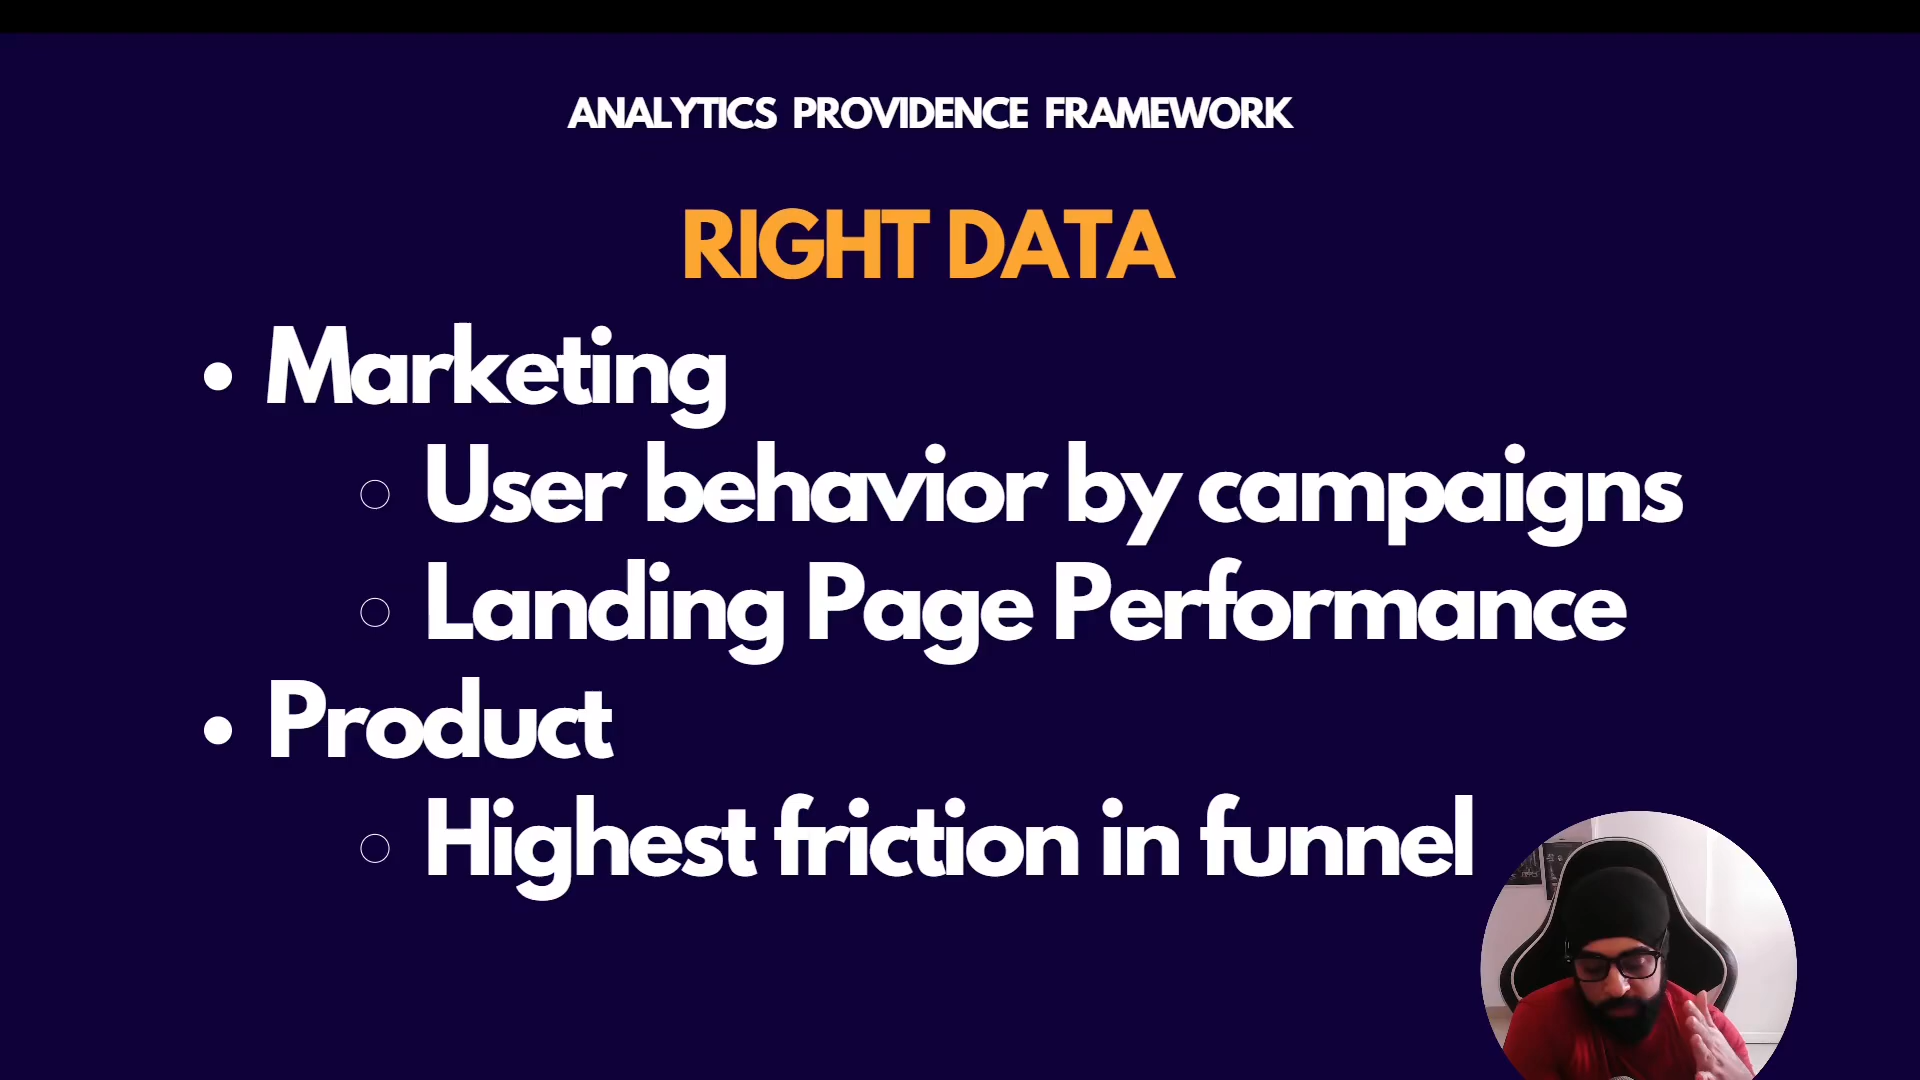 ANALYTICS PROVIDENCE FRAMEWORK
RIGHT DATA
Marketing
User behavior by campaigns
Landing Page Performance
Product
Highest friction in funnel